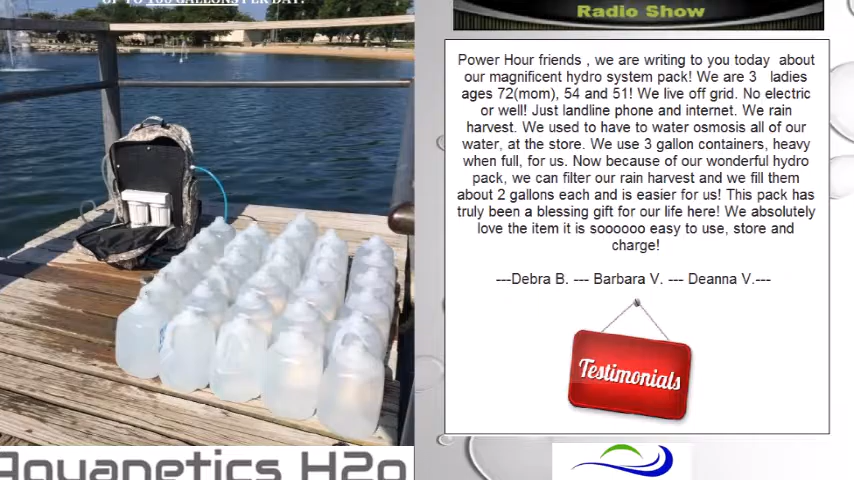 UP TO 100 GALLONS PER DAY.
Aquanetics H2o
Radio Show
Power Hour friends , we are writing to you today about
our magnificent hydro system pack! We are 3 ladies
ages 72(mom), 54 and 51! We live off grid. No electric
or well! Just landline phone and internet. We rain
harvest. We used to have to water osmosis all of our
water, at the store. We use 3 gallon containers, heavy
when full, for us. Now because of our wonderful hydro
pack, we can filter our rain harvest and we fill them
about 2 gallons each and is easier for us! This pack has
truly been a blessing gift for our life here! We absolutely
love the item it is soooooo easy to use, store and
charge!
---Debra B. --- Barbara V. --- Deanna V.---
Testimonials